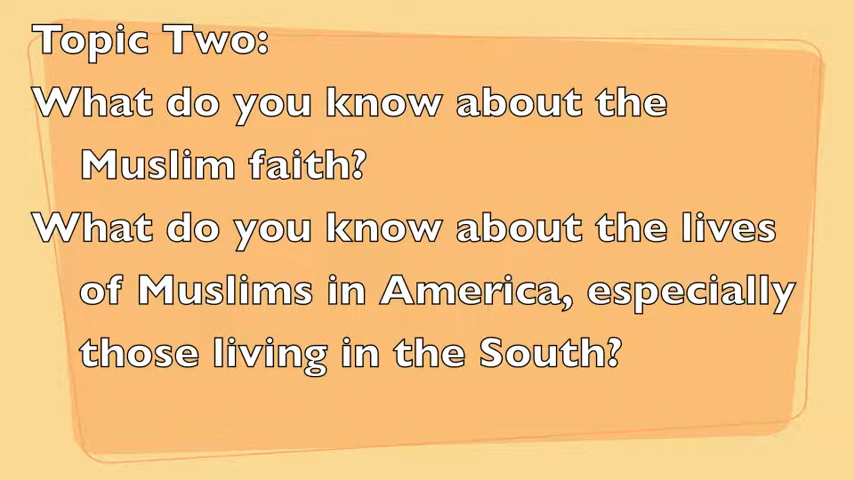 Topic Two:
What do you know about the
Muslim faith?
What do you know about the lives
of Muslims in America, especially
those living in the South?